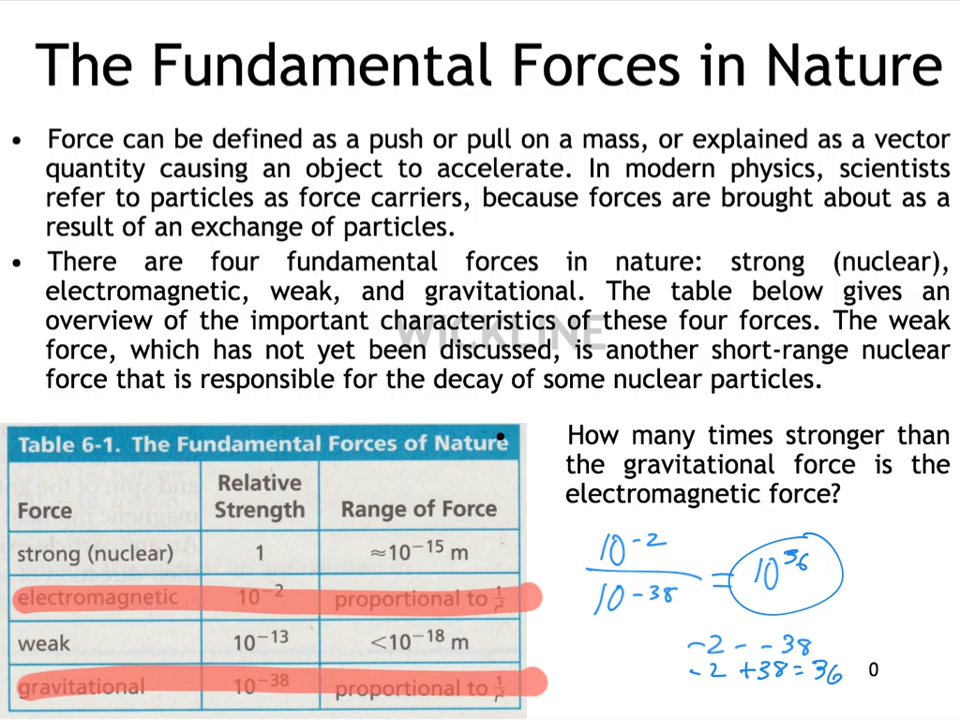 The Fundamental Forces in Nature
• Force can be defined as a push or pull on a mass, or explained as a vector
quantity causing an object to accelerate. In modern physics, scientists
refer to particles as force carriers, because forces are brought about as a
result of an exchange of particles.
• There are four fundamental forces in nature: strong (nuclear),
electromagnetic, weak, and gravitational. The table below gives an
overview of the important characteristics of these four forces. The weak
force, which has not yet been discussed, is another short-range nuclear
force that is responsible for the decay of some nuclear particles.
WICKLINE
Table 6-1. The Fundamental Forces of Nature
Force Relative Strength Range of Force
strong (nuclear) 1 ≈10⁻¹⁵ m
electromagnetic 10⁻² proportional to
weak 10⁻¹³ <10⁻¹⁸ m
gravitational 10⁻³⁸ proportional to
How many times stronger than
the gravitational force is the
electromagnetic force?
10⁻² / 10⁻³⁸ = 10³⁶
-2 - -38
-2 +38 = 36
0